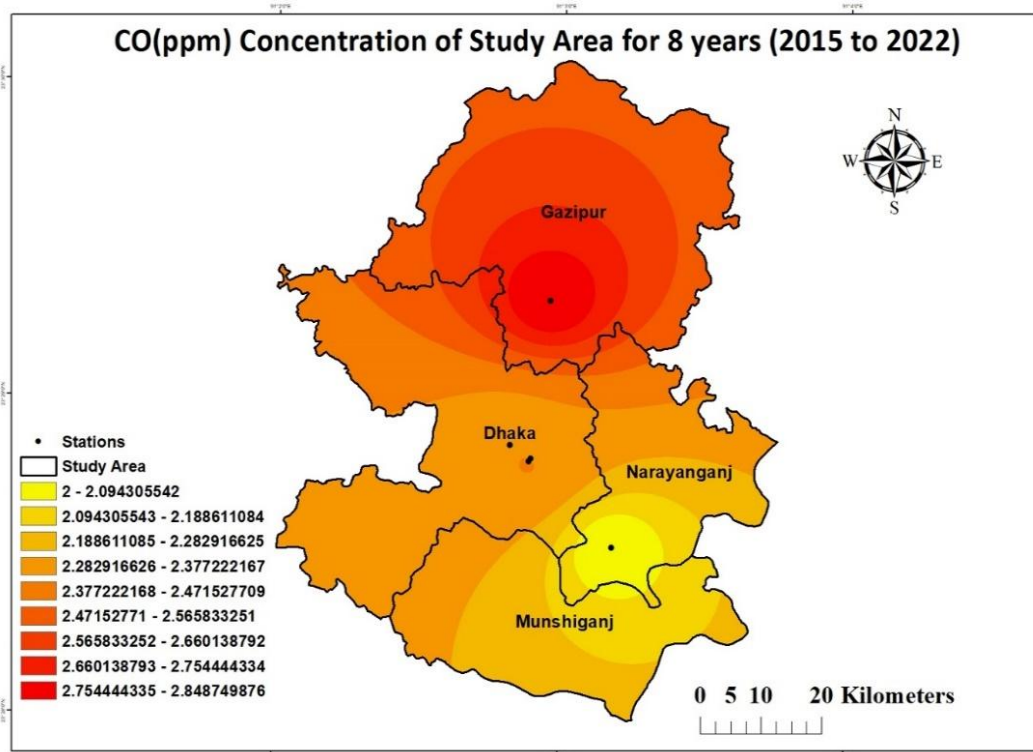 CO(ppm) Concentration of Study Area for 8 years (2015 to 2022)
N
W E
S
Gazipur
Dhaka
Narayanganj
Munshiganj
Stations
Study Area
2 - 2.094305542
2.094305543 - 2.188611084
2.188611085 - 2.282916625
2.282916626 - 2.377222167
2.377222168 - 2.471527709
2.47152771 - 2.565833251
2.565833252 - 2.660138792
2.660138793 - 2.754444334
2.754444335 - 2.848749876
0 5 10 20 Kilometers